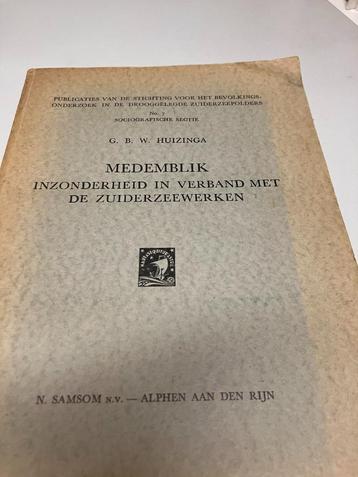 PUBLICATIES VAN DE STICHTING VOOR HET BEVOLKINGS-
ONDERZOEK IN DE DROOGGELEGDE ZUIDERZEEPOLDERS
No. 7
SOCIOGRAFISCHE SECTIE
G. B. W. HUIZINGA
MEDEMBLIK
INZONDERHEID IN VERBAND MET
DE ZUIDERZEEWERKEN
N. SAMSOM N.V. — ALPHEN AAN DEN RIJN